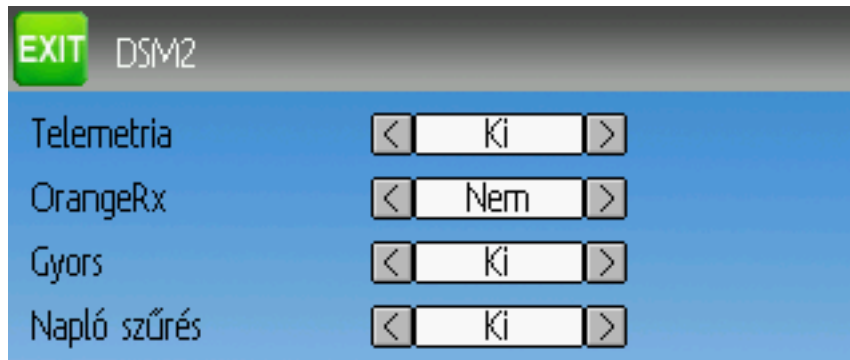 EXIT DSM2
Telemetria < Ki >
OrangeRx < Nem >
Gyors < Ki >
Napló szűrés < Ki >